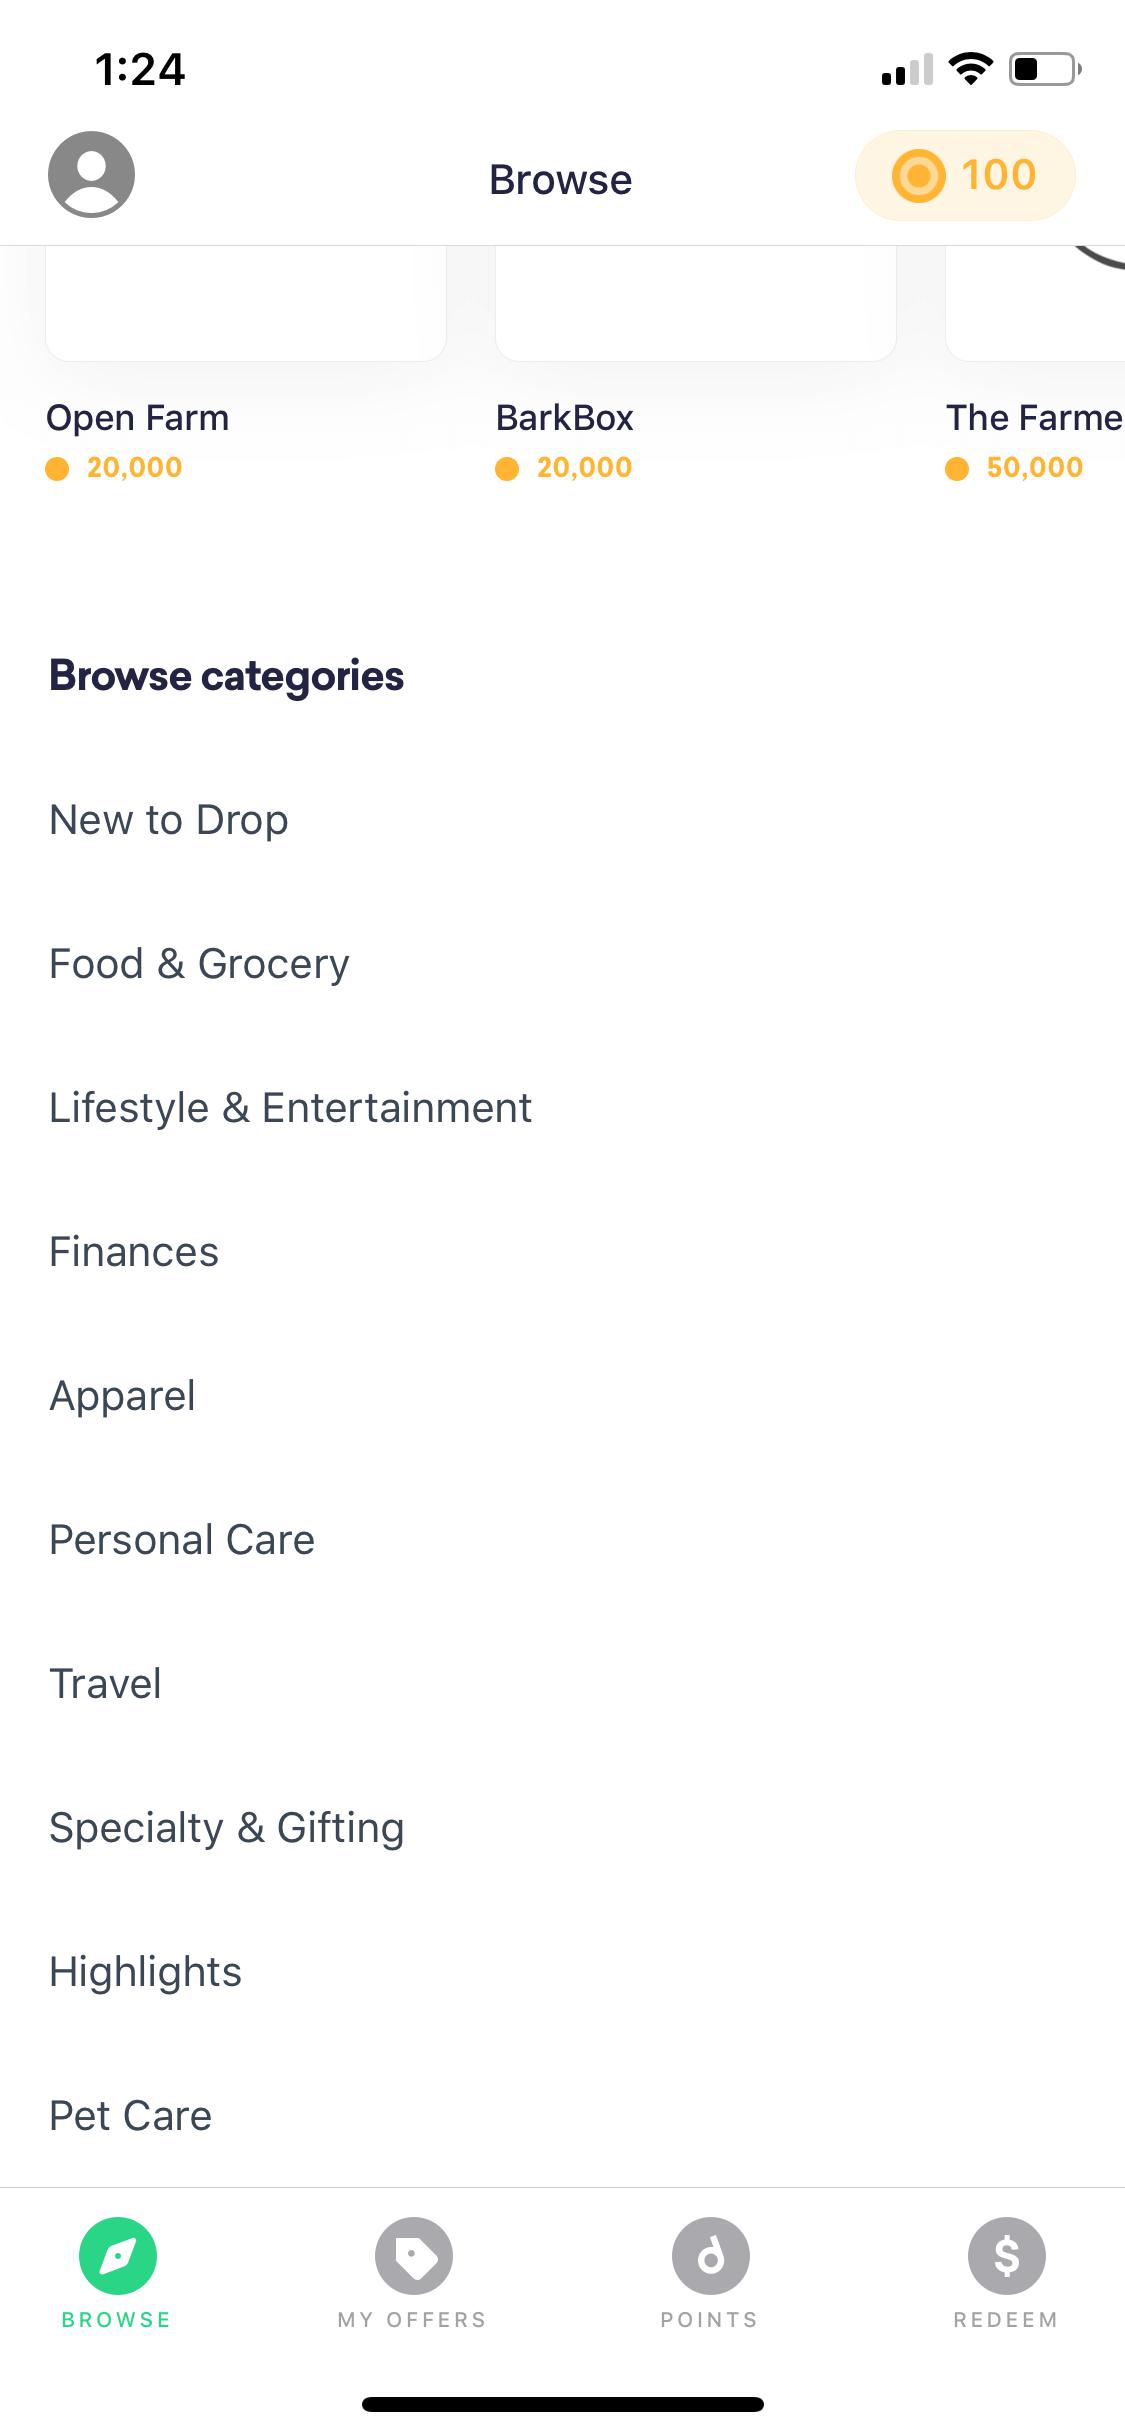 1:24
Browse
100
Open Farm
BarkBox
The Farme
20,000
20,000
50,000
Browse categories
New to Drop
Food & Grocery
Lifestyle & Entertainment
Finances
Apparel
Personal Care
Travel
Specialty & Gifting
Highlights
Pet Care
BROWSE
MY OFFERS
POINTS
REDEEM